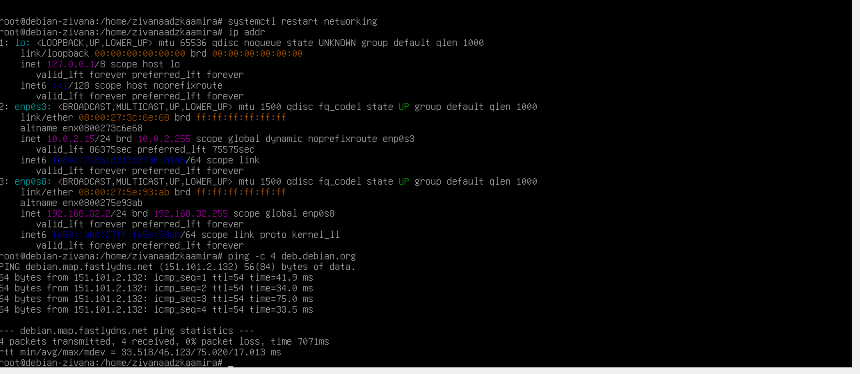 root@debian-zivana:/home/zivanaadzkaamira# systemctl restart networking
root@debian-zivana:/home/zivanaadzkaamira# ip addr
1: lo: <LOOPBACK,UP,LOWER_UP> mtu 65536 qdisc noqueue state UNKNOWN group default qlen 1000
link/loopback 00:00:00:00:00:00 brd 00:00:00:00:00:00
inet 127.0.0.1/8 scope host lo
valid_lft forever preferred_lft forever
inet6 ::1/128 scope host noprefixroute
valid_lft forever preferred_lft forever
2: enp0s3: <BROADCAST,MULTICAST,UP,LOWER_UP> mtu 1500 qdisc fq_codel state UP group default qlen 1000
link/ether 08:00:27:3c:6e:68 brd ff:ff:ff:ff:ff:ff
altname enx0800273c6e68
inet 10.0.2.15/24 brd 10.0.2.255 scope global dynamic noprefixroute enp0s3
valid_lft 86375sec preferred_lft 75575sec
inet6 /64 scope link
valid_lft forever preferred_lft forever
3: enp0s8: <BROADCAST,MULTICAST,UP,LOWER_UP> mtu 1500 qdisc fq_codel state UP group default qlen 1000
link/ether 08:00:27:5e:93:ab brd ff:ff:ff:ff:ff:ff
altname enx0800275e93ab
inet 192.168.32.2/24 brd 192.168.32.255 scope global enp0s8
valid_lft forever preferred_lft forever
inet6 /64 scope link proto kernel_ll
valid_lft forever preferred_lft forever
root@debian-zivana:/home/zivanaadzkaamira# ping -c 4 deb.debian.org
PING debian.map.fastlydns.net (151.101.2.132) 56(84) bytes of data.
64 bytes from 151.101.2.132: icmp_seq=1 ttl=54 time=41.9 ms
64 bytes from 151.101.2.132: icmp_seq=2 ttl=54 time=34.0 ms
64 bytes from 151.101.2.132: icmp_seq=3 ttl=54 time=75.0 ms
64 bytes from 151.101.2.132: icmp_seq=4 ttl=54 time=33.5 ms
--- debian.map.fastlydns.net ping statistics ---
4 packets transmitted, 4 received, 0% packet loss, time 7071ms
rtt min/avg/max/mdev = 33.518/46.123/75.020/17.013 ms
root@debian-zivana:/home/zivanaadzkaamira# _